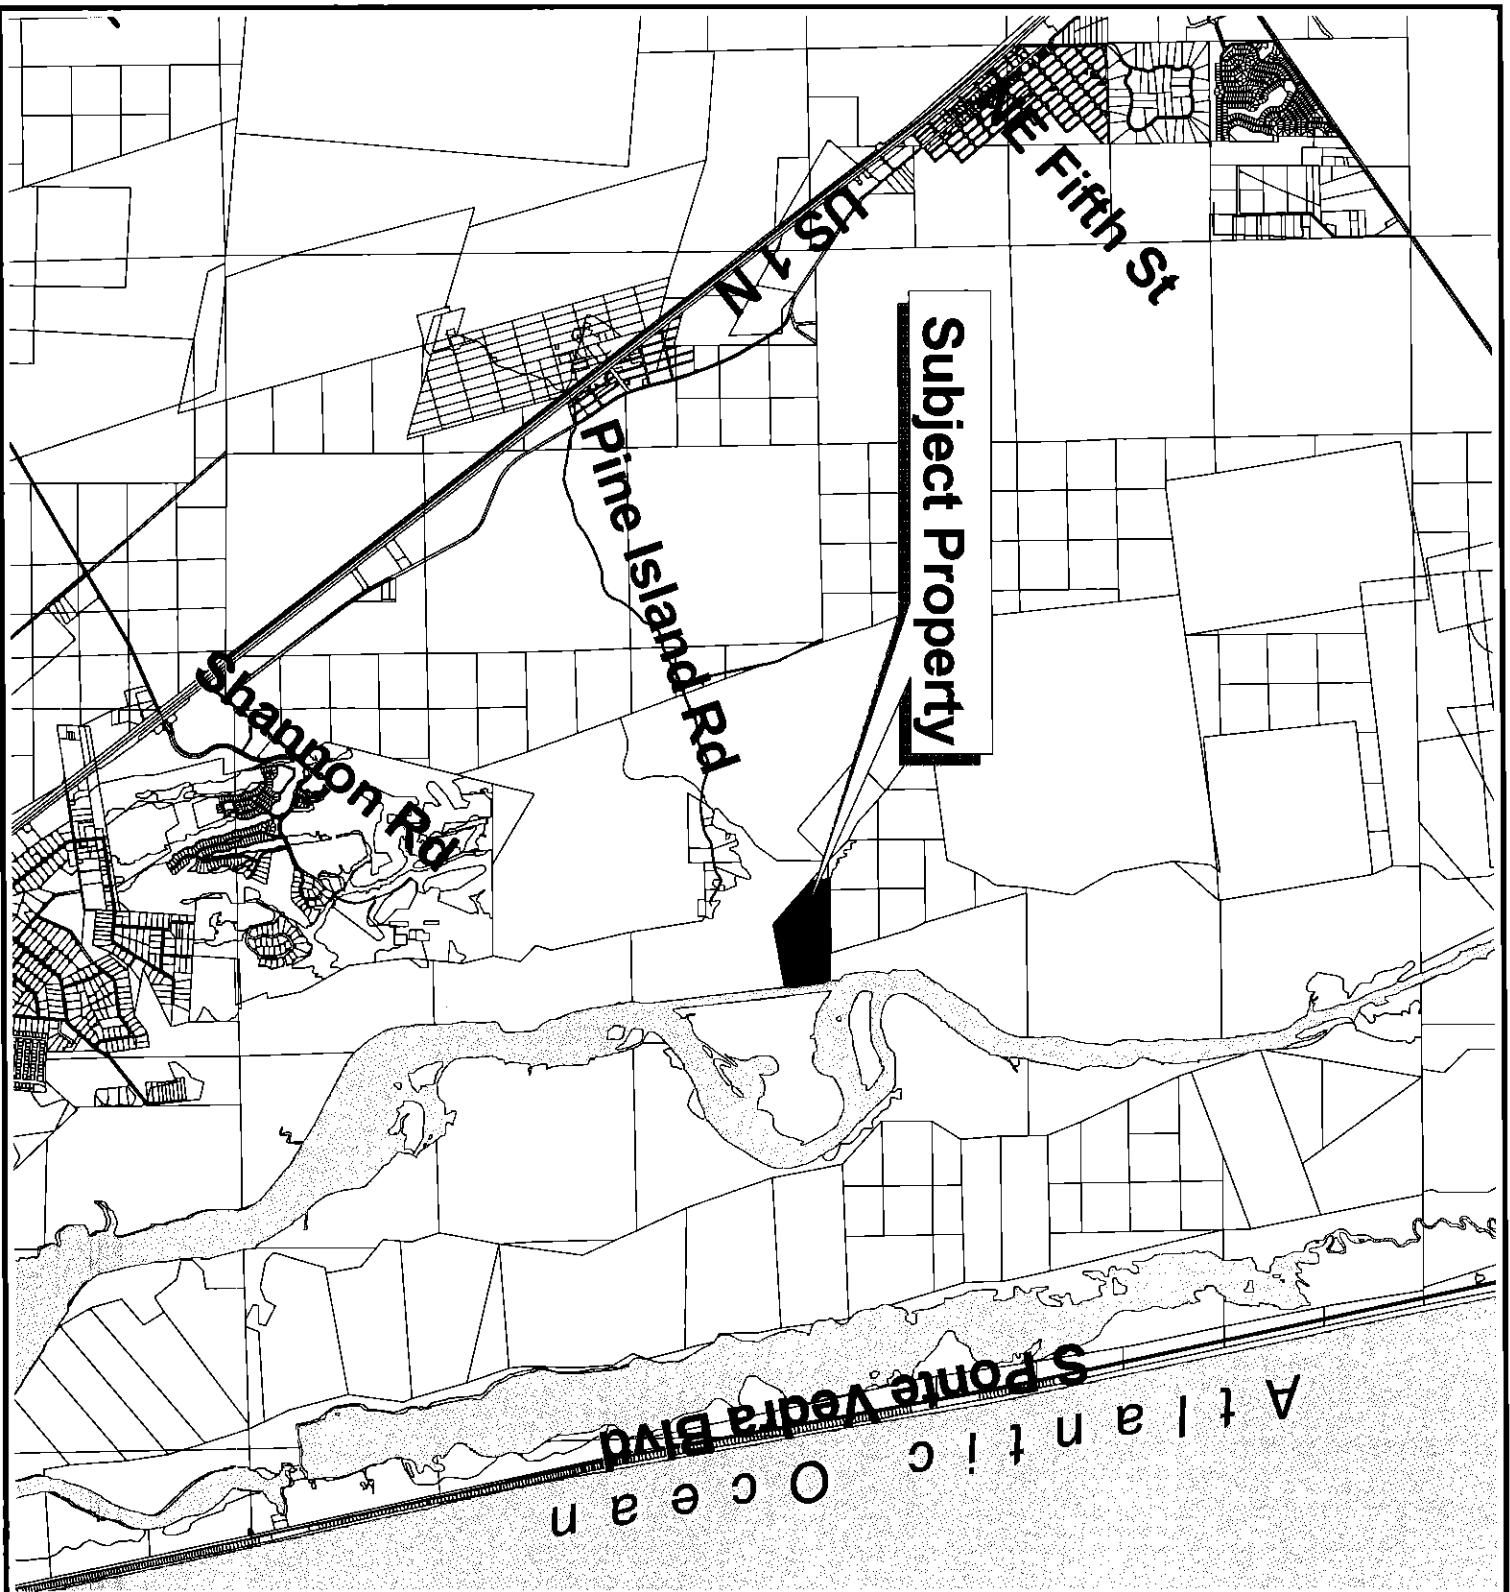 NE Fifth St
US 1 N
Subject Property
Pine Island Rd
Shannon Rd
S Ponte Vedra Blvd
Atlantic Ocean